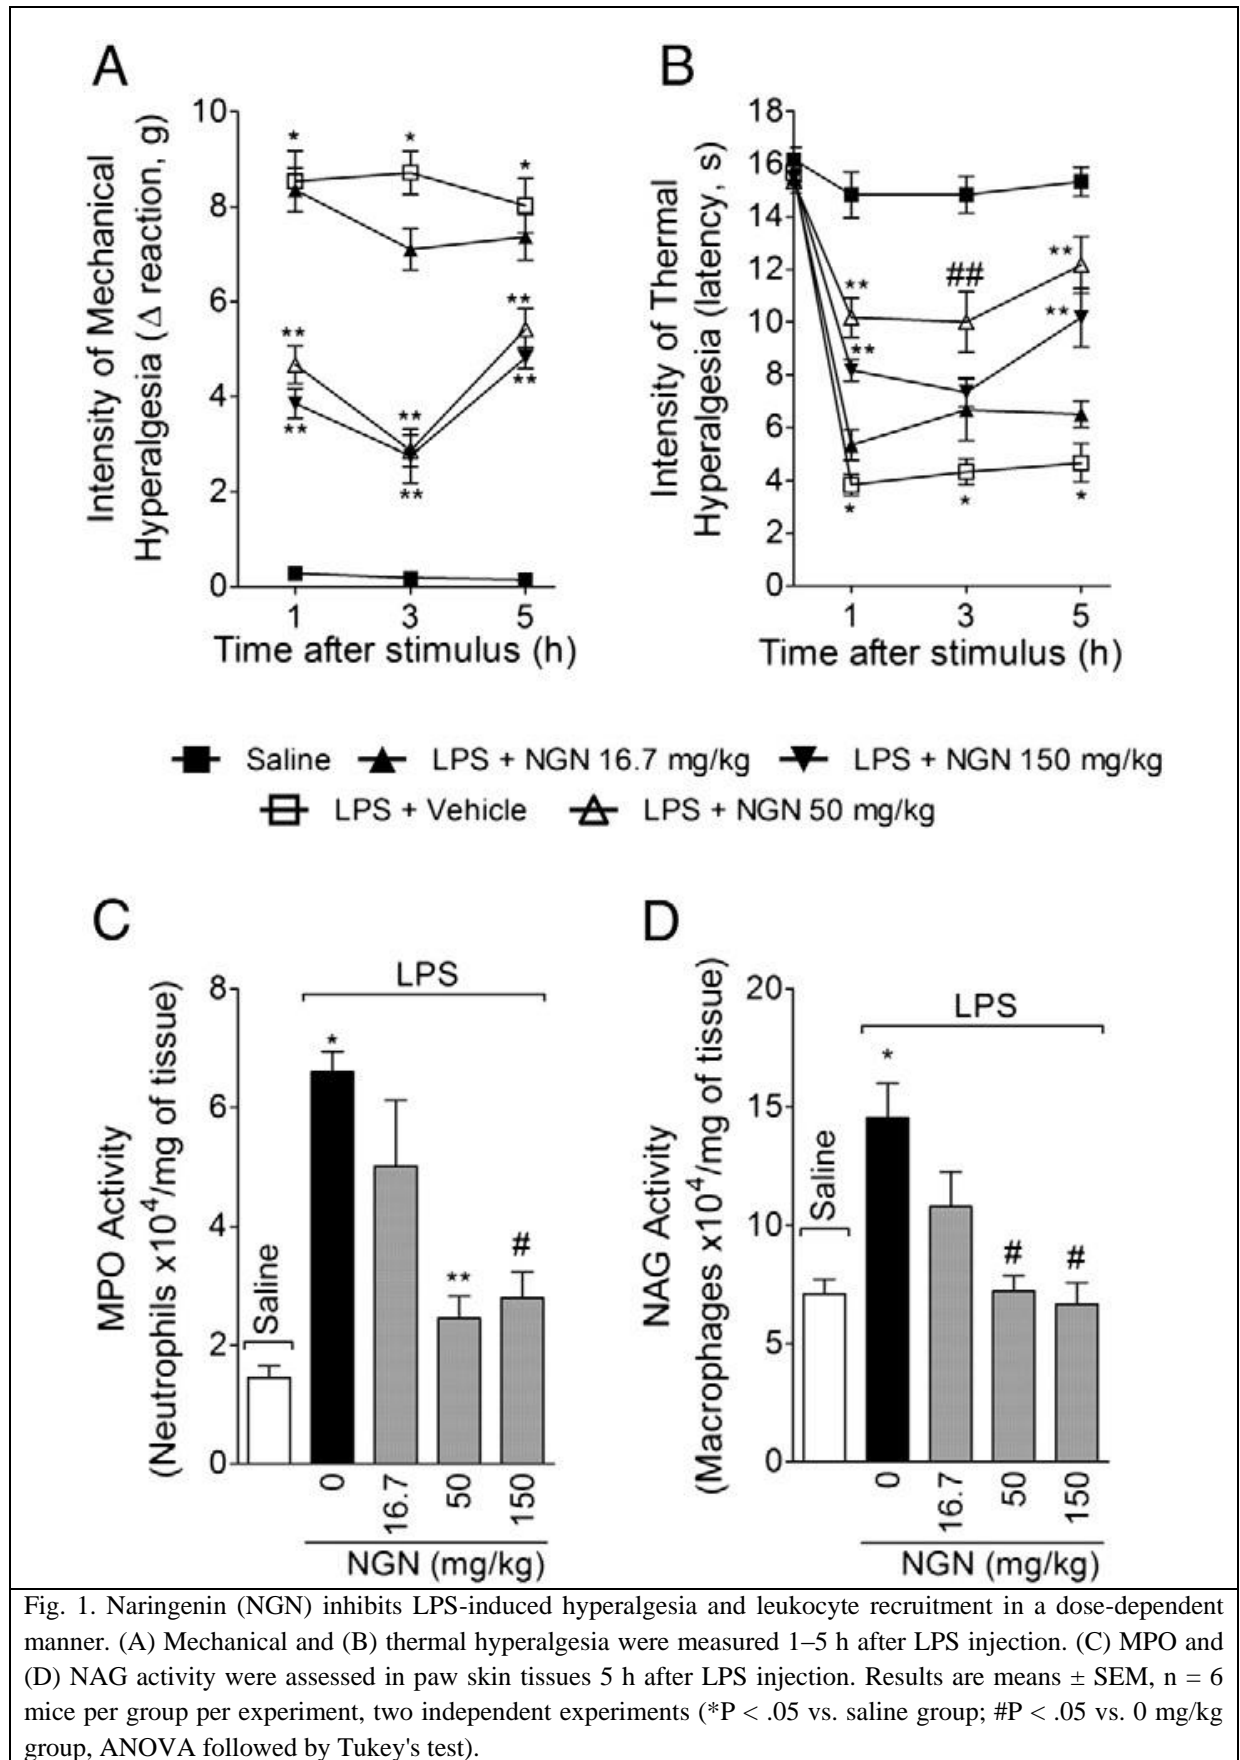 A
Intensity of Mechanical
Hyperalgesia (Δ reaction, g)
10
8
6
4
2
0
*
*
*
**
**
**
**
**
**
1
3
5
Time after stimulus (h)
B
Intensity of Thermal
Hyperalgesia (latency, s)
18
16
14
12
10
8
6
4
2
0
**
##
**
**
**
*
*
*
1
3
5
Time after stimulus (h)
Saline
LPS + NGN 16.7 mg/kg
LPS + NGN 150 mg/kg
LPS + Vehicle
LPS + NGN 50 mg/kg
C
MPO Activity
(Neutrophils x10⁴/mg of tissue)
8
6
4
2
0
LPS
Saline
*
**
#
0
16.7
50
150
NGN (mg/kg)
D
NAG Activity
(Macrophages x10⁴/mg of tissue)
20
15
10
5
0
LPS
Saline
*
#
#
0
16.7
50
150
NGN (mg/kg)
Fig. 1. Naringenin (NGN) inhibits LPS-induced hyperalgesia and leukocyte recruitment in a dose-dependent
manner. (A) Mechanical and (B) thermal hyperalgesia were measured 1–5 h after LPS injection. (C) MPO and
(D) NAG activity were assessed in paw skin tissues 5 h after LPS injection. Results are means ± SEM, n = 6
mice per group per experiment, two independent experiments (*P < .05 vs. saline group; #P < .05 vs. 0 mg/kg
group, ANOVA followed by Tukey's test).